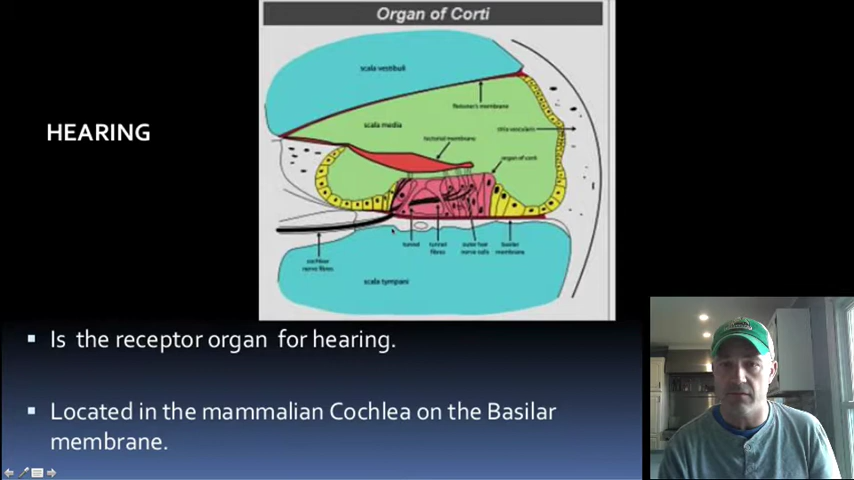 Organ of Corti
HEARING
scala vestibuli
Reissner's membrane
scala media
stria vascularis
tectorial membrane
organ of corti
tunnel
tunnel
fibres
outer hair
nerve cells
basilar
membrane
cochlear
nerve fibres
scala tympani
▪ Is the receptor organ for hearing.
▪ Located in the mammalian Cochlea on the Basilar
membrane.